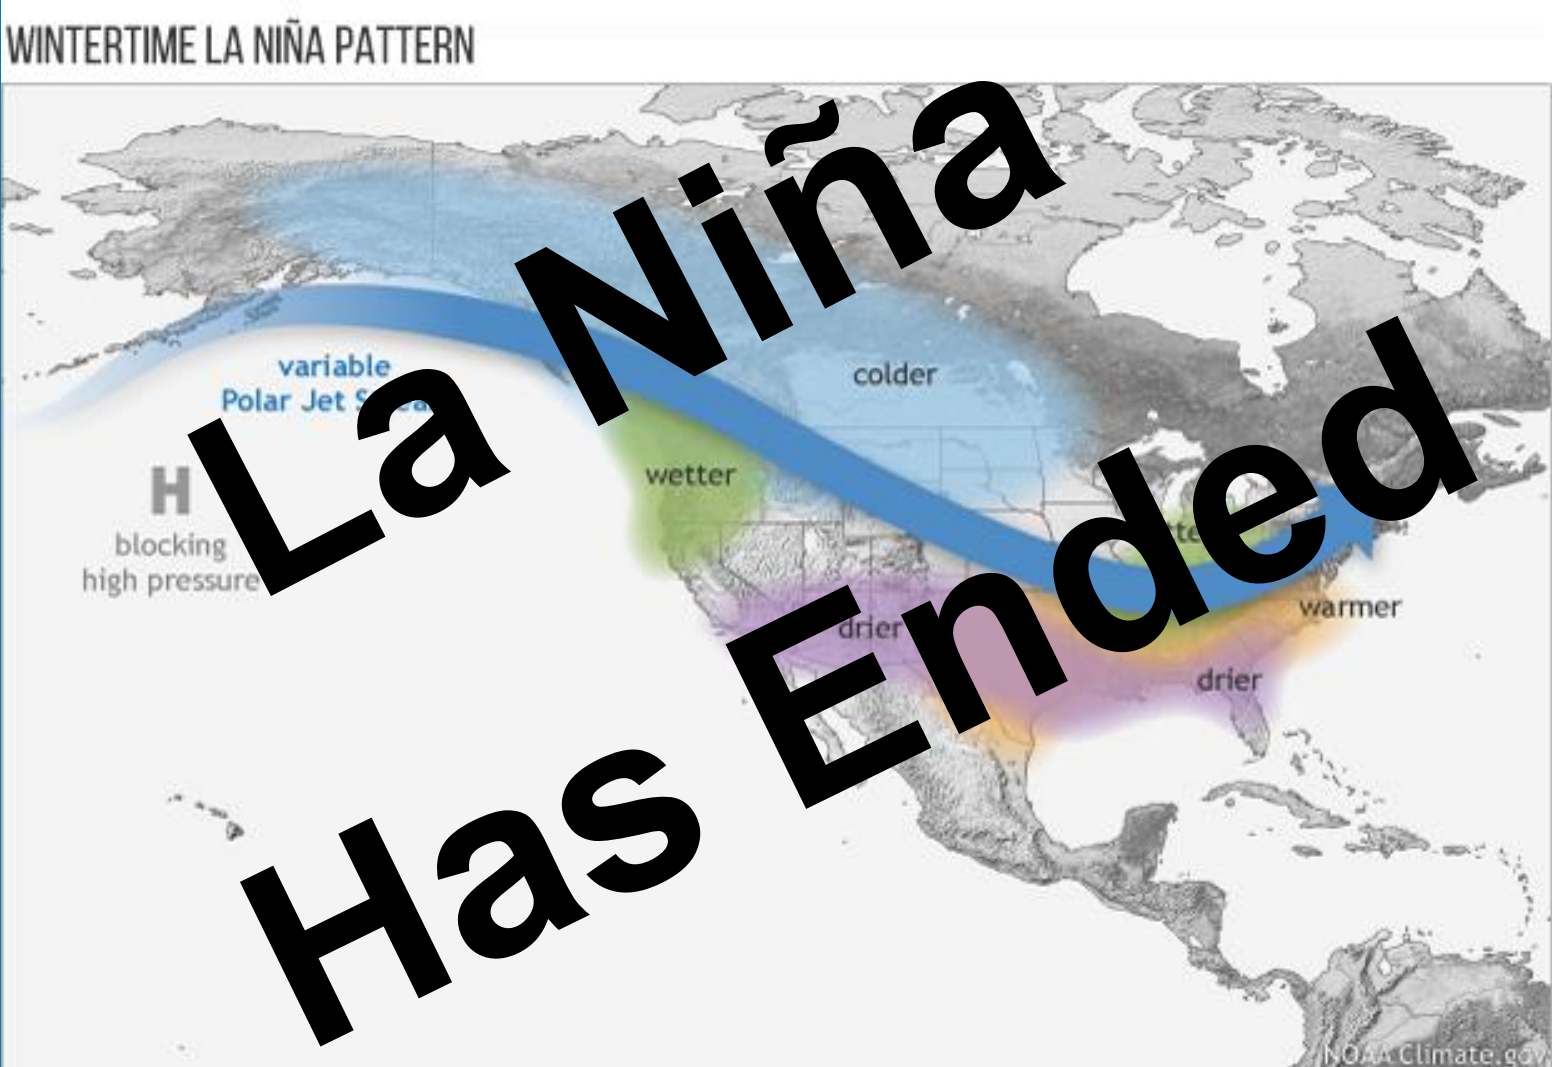 WINTERTIME LA NIÑA PATTERN
La Niña
Has Ended
variable
Polar Jet
colder
wetter
H
blocking
high pressure
drier
warmer
drier
NOAA Climate.gov